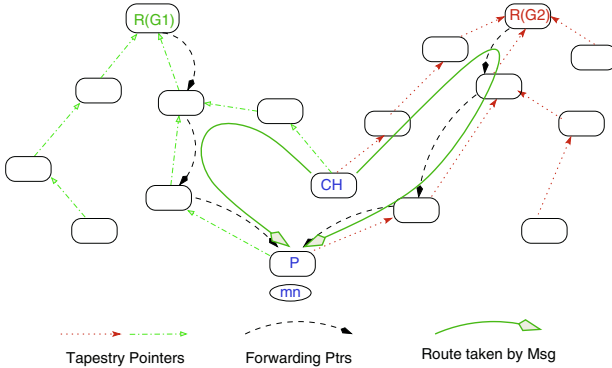 R(G1)
R(G2)
CH
P
mn
Tapestry Pointers
Forwarding Ptrs
Route taken by Msg